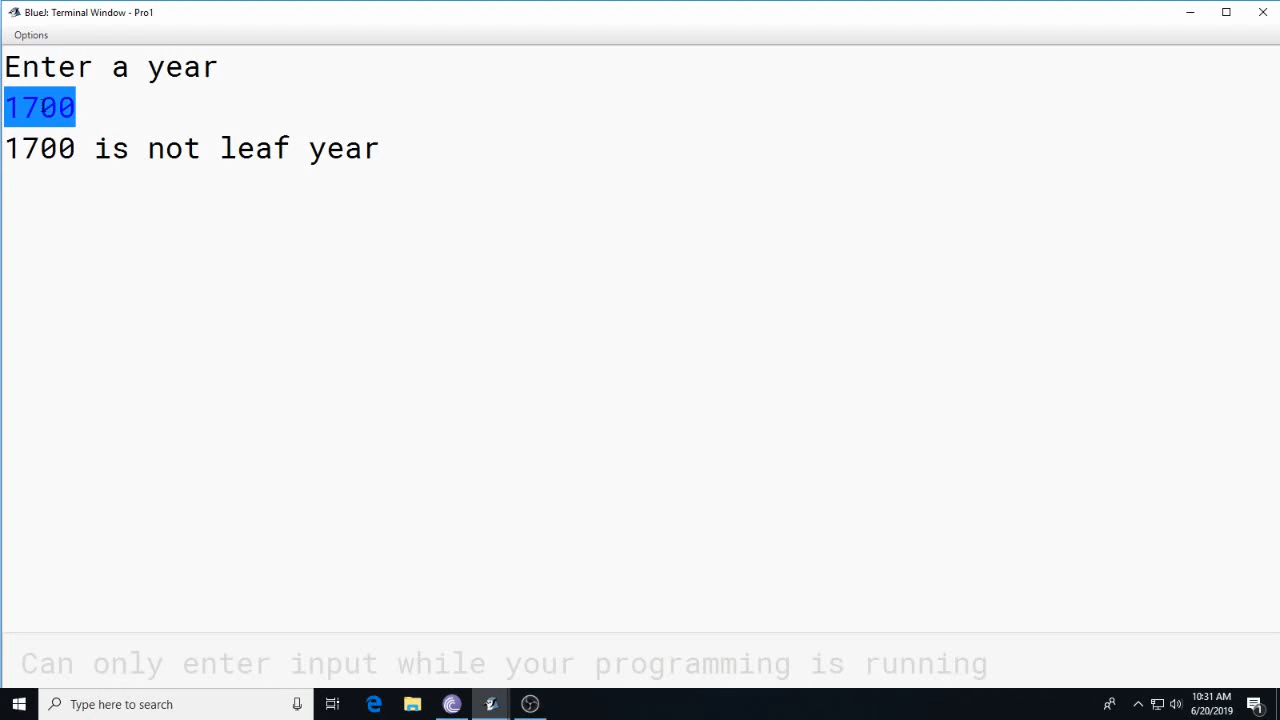 BlueJ: Terminal Window - Pro1
Options
Enter a year
1700
1700 is not leaf year
Can only enter input while your programming is running
Type here to search
10:31 AM
6/20/2019
1